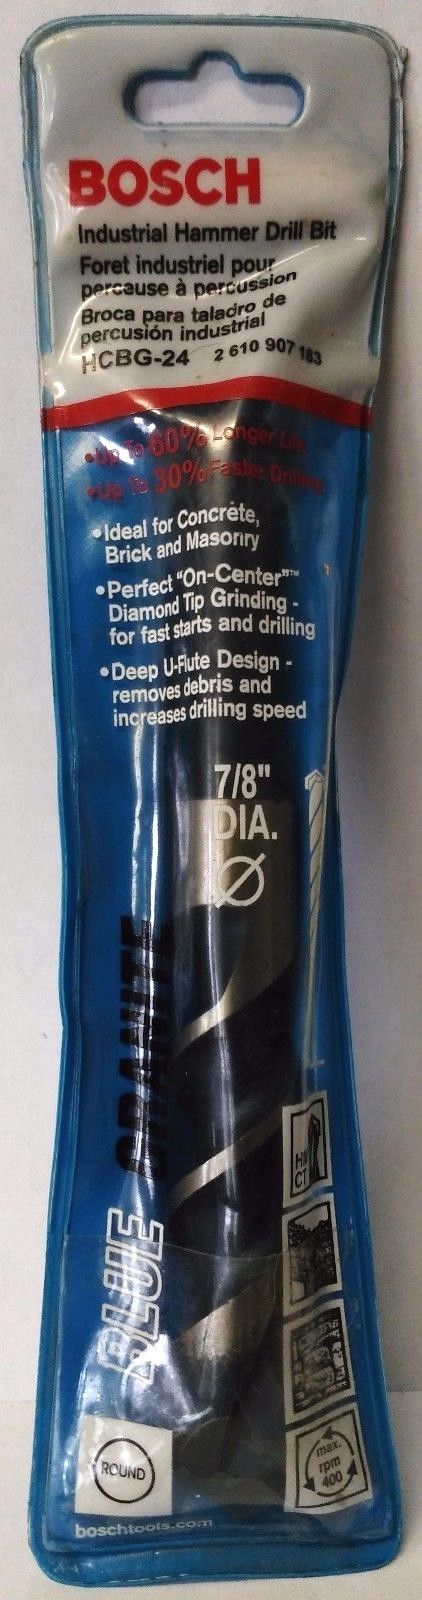 BOSCH
Industrial Hammer Drill Bit
Foret industriel pour
perceuse à percussion
Broca para taladro de
percusión industrial
HCBG-24 2 610 907 183
•Up To 60% Longer Life
•Up To 30% Faster Drilling
•Ideal for Concrete,
Brick and Masonry
•Perfect "On-Center"™
Diamond Tip Grinding -
for fast starts and drilling
•Deep U-Flute Design -
removes debris and
increases drilling speed
7/8"
DIA.
Ø
BLUE GRANITE
HM
CT
max.
rpm
400
ROUND
boschtools.com